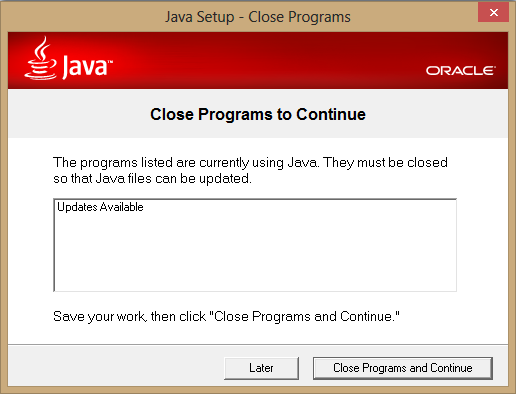 Java Setup - Close Programs
Java™
ORACLE®
Close Programs to Continue
The programs listed are currently using Java. They must be closed
so that Java files can be updated.
Updates Available
Save your work, then click "Close Programs and Continue."
Later
Close Programs and Continue